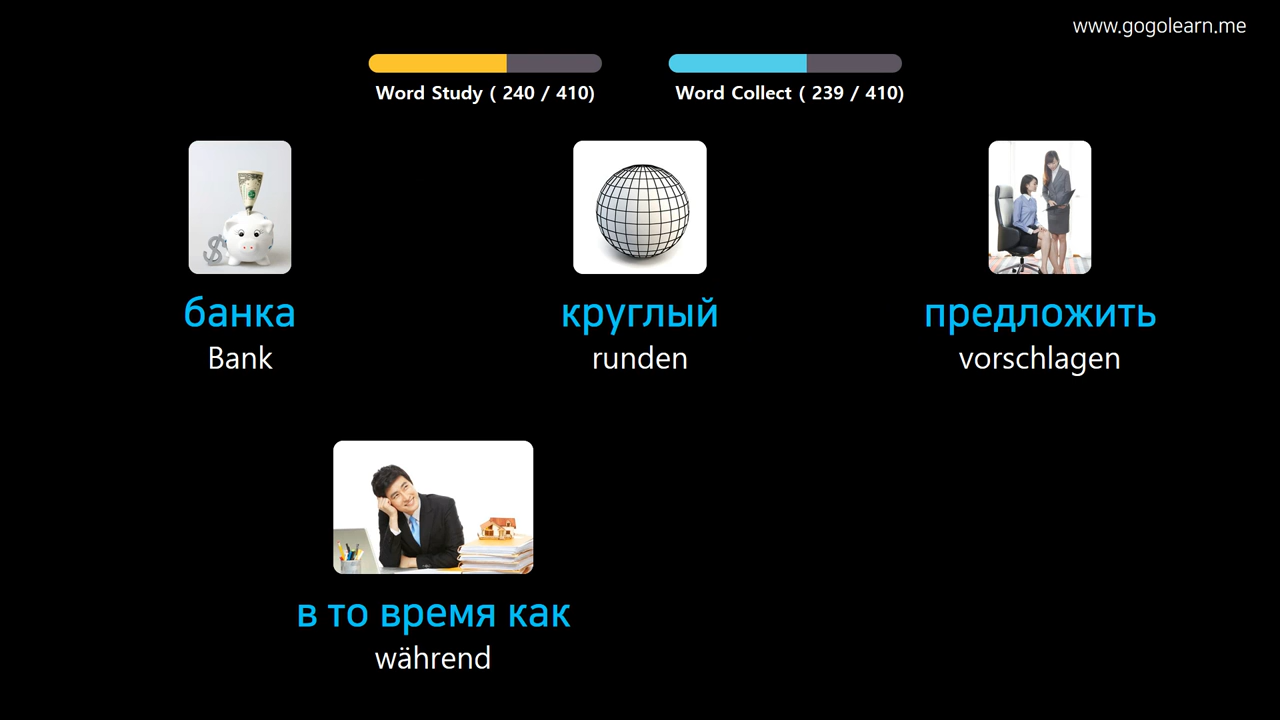 www.gogolearn.me
Word Study ( 240 / 410)
Word Collect ( 239 / 410)
банка
Bank
круглый
runden
предложить
vorschlagen
в то время как
während